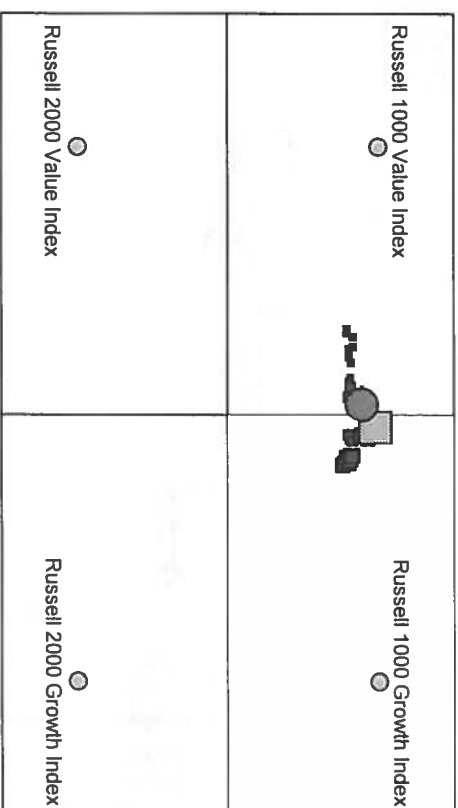 Russell 1000 Value Index
Russell 1000 Growth Index
Russell 2000 Value Index
Russell 2000 Growth Index